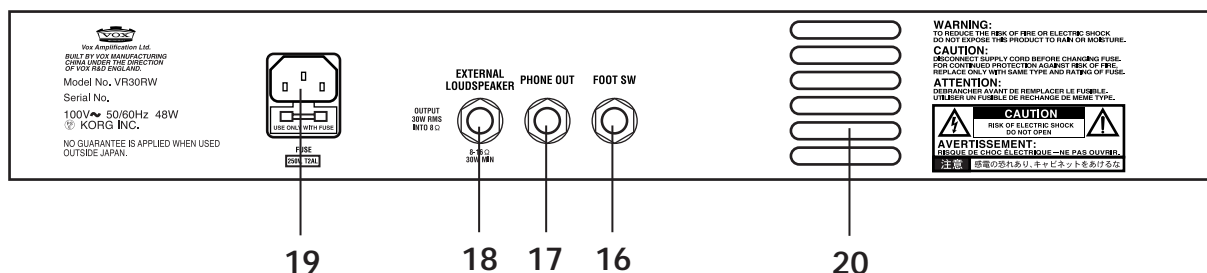 VOX
Vox Amplification Ltd.
BUILT BY VOX MANUFACTURING
CHINA UNDER THE DIRECTION
OF VOX R&D ENGLAND.
Model No. VR30RW
Serial No.
100V~ 50/60Hz 48W
KORG INC.
NO GUARANTEE IS APPLIED WHEN USED
OUTSIDE JAPAN.
USE ONLY WITH FUSE
FUSE
250V, T2AL
OUTPUT
30W RMS
INTO 8Ω
EXTERNAL
LOUDSPEAKER
8-16Ω
30W MIN
PHONE OUT
FOOT SW
WARNING:
TO REDUCE THE RISK OF FIRE OR ELECTRIC SHOCK
DO NOT EXPOSE THIS PRODUCT TO RAIN OR MOISTURE.
CAUTION:
DISCONNECT SUPPLY CORD BEFORE CHANGING FUSE.
FOR CONTINUED PROTECTION AGAINST RISK OF FIRE,
REPLACE ONLY WITH SAME TYPE AND RATING OF FUSE.
ATTENTION:
DEBRANCHER AVANT DE REMPLACER LE FUSIBLE.
UTILISER UN FUSIBLE DE RECHANGE DE MEME TYPE.
CAUTION
RISK OF ELECTRIC SHOCK
DO NOT OPEN
AVERTISSEMENT:
RISQUE DE CHOC ÉLECTRIQUE—NE PAS OUVRIR.
注意 感電の恐れあり、キャビネットをあけるな
19 18 17 16 20